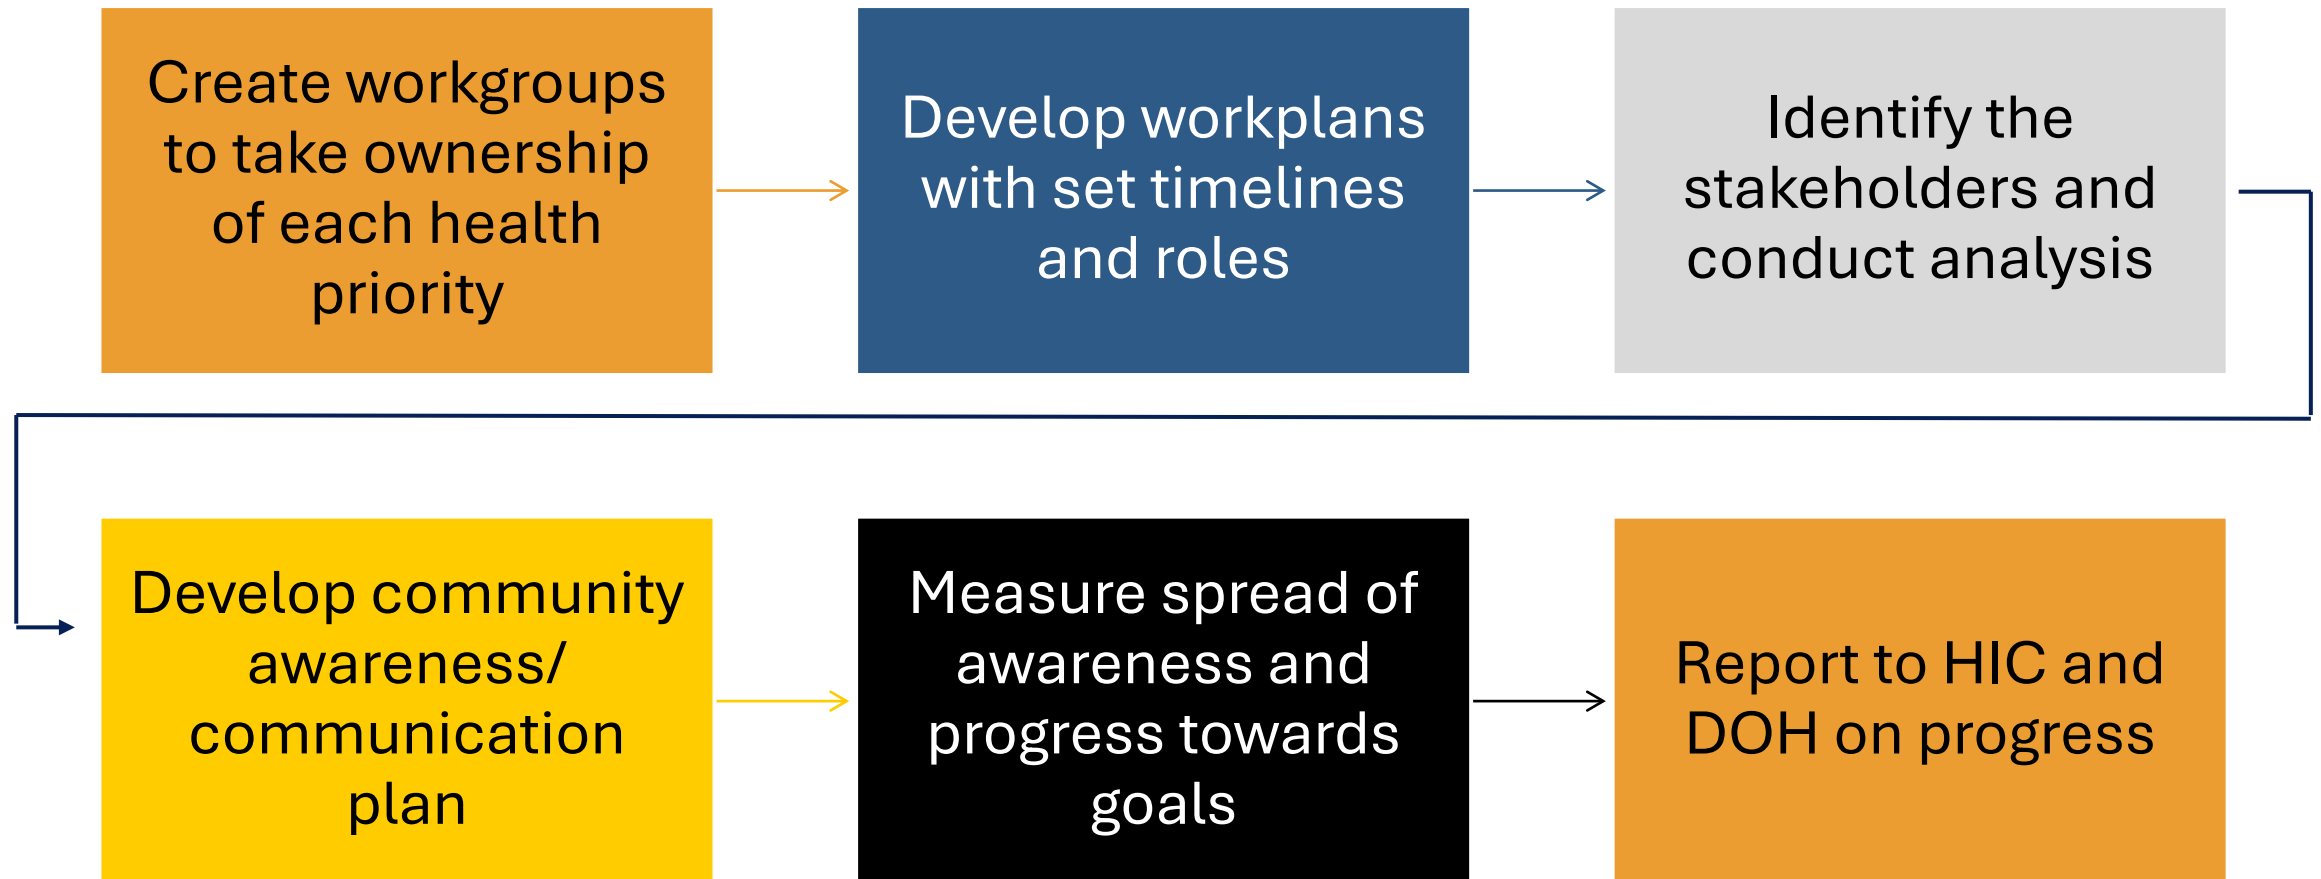 Create workgroups
to take ownership
of each health
priority
Develop workplans
with set timelines
and roles
Identify the
stakeholders and
conduct analysis
Develop community
awareness/
communication
plan
Measure spread of
awareness and
progress towards
goals
Report to HIC and
DOH on progress